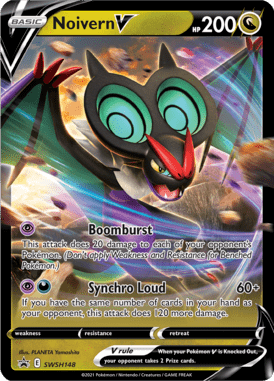 BASIC Noivern V HP 200
Boomburst
This attack does 20 damage to each of your opponent's
Pokémon. (Don't apply Weakness and Resistance for Benched
Pokémon.)
Synchro Loud 60+
If you have the same number of cards in your hand as
your opponent, this attack does 120 more damage.
weakness resistance retreat
Illus. PLANETA Yamashita
E SWSH148
V rule When your Pokémon V is Knocked Out,
your opponent takes 2 Prize cards.
©2021 Pokémon / Nintendo / Creatures / GAME FREAK